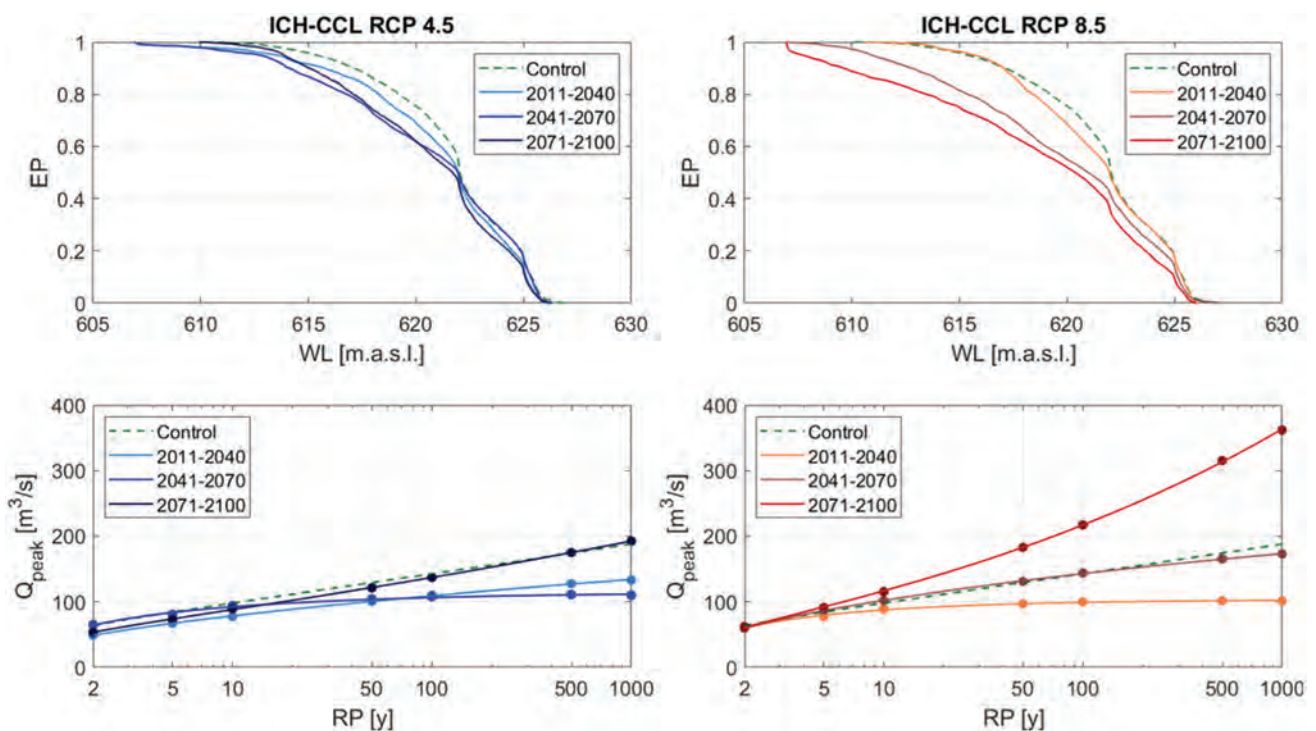 ICH-CCL RCP 4.5
1
0.8
0.6
0.4
0.2
0
EP
Control
2011-2040
2041-2070
2071-2100
605 610 615 620 625 630
WL [m.a.s.l.]
ICH-CCL RCP 8.5
1
0.8
0.6
0.4
0.2
0
EP
Control
2011-2040
2041-2070
2071-2100
605 610 615 620 625 630
WL [m.a.s.l.]
400
300
200
100
0
Q_peak [m³/s]
Control
2011-2040
2041-2070
2071-2100
2 5 10 50 100 500 1000
RP [y]
400
300
200
100
0
Q_peak [m³/s]
Control
2011-2040
2041-2070
2071-2100
2 5 10 50 100 500 1000
RP [y]